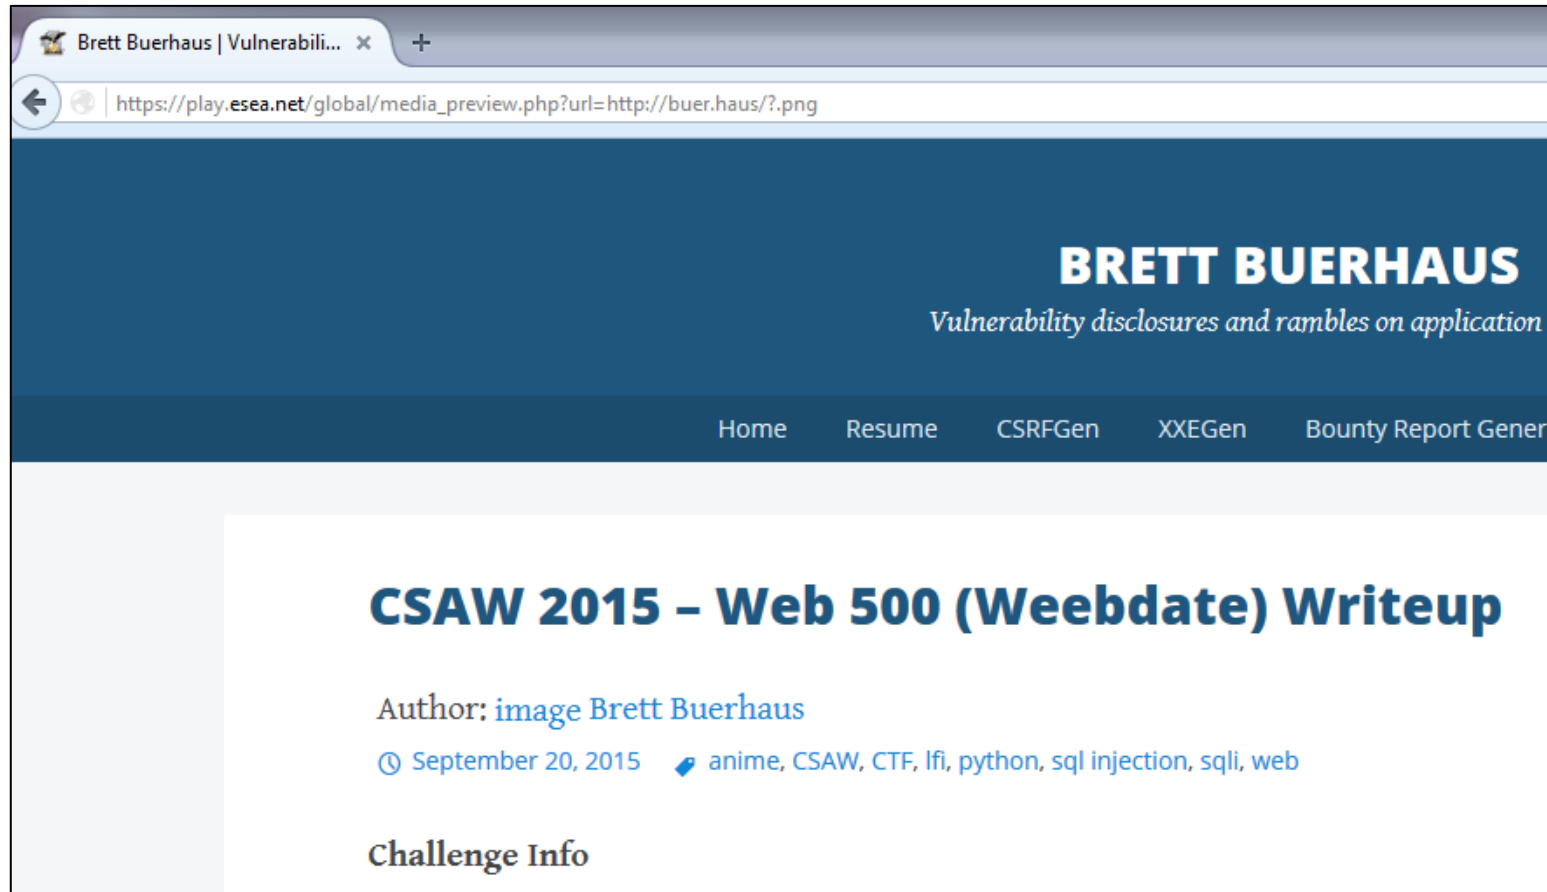 Brett Buerhaus | Vulnerabili...
https://play.esea.net/global/media_preview.php?url=http://buer.haus/?.png
BRETT BUERHAUS
Vulnerability disclosures and rambles on application
Home Resume CSRFGen XXEGen Bounty Report Gener
CSAW 2015 – Web 500 (Weebdate) Writeup
Author: image Brett Buerhaus
September 20, 2015 anime, CSAW, CTF, lfi, python, sql injection, sqli, web
Challenge Info